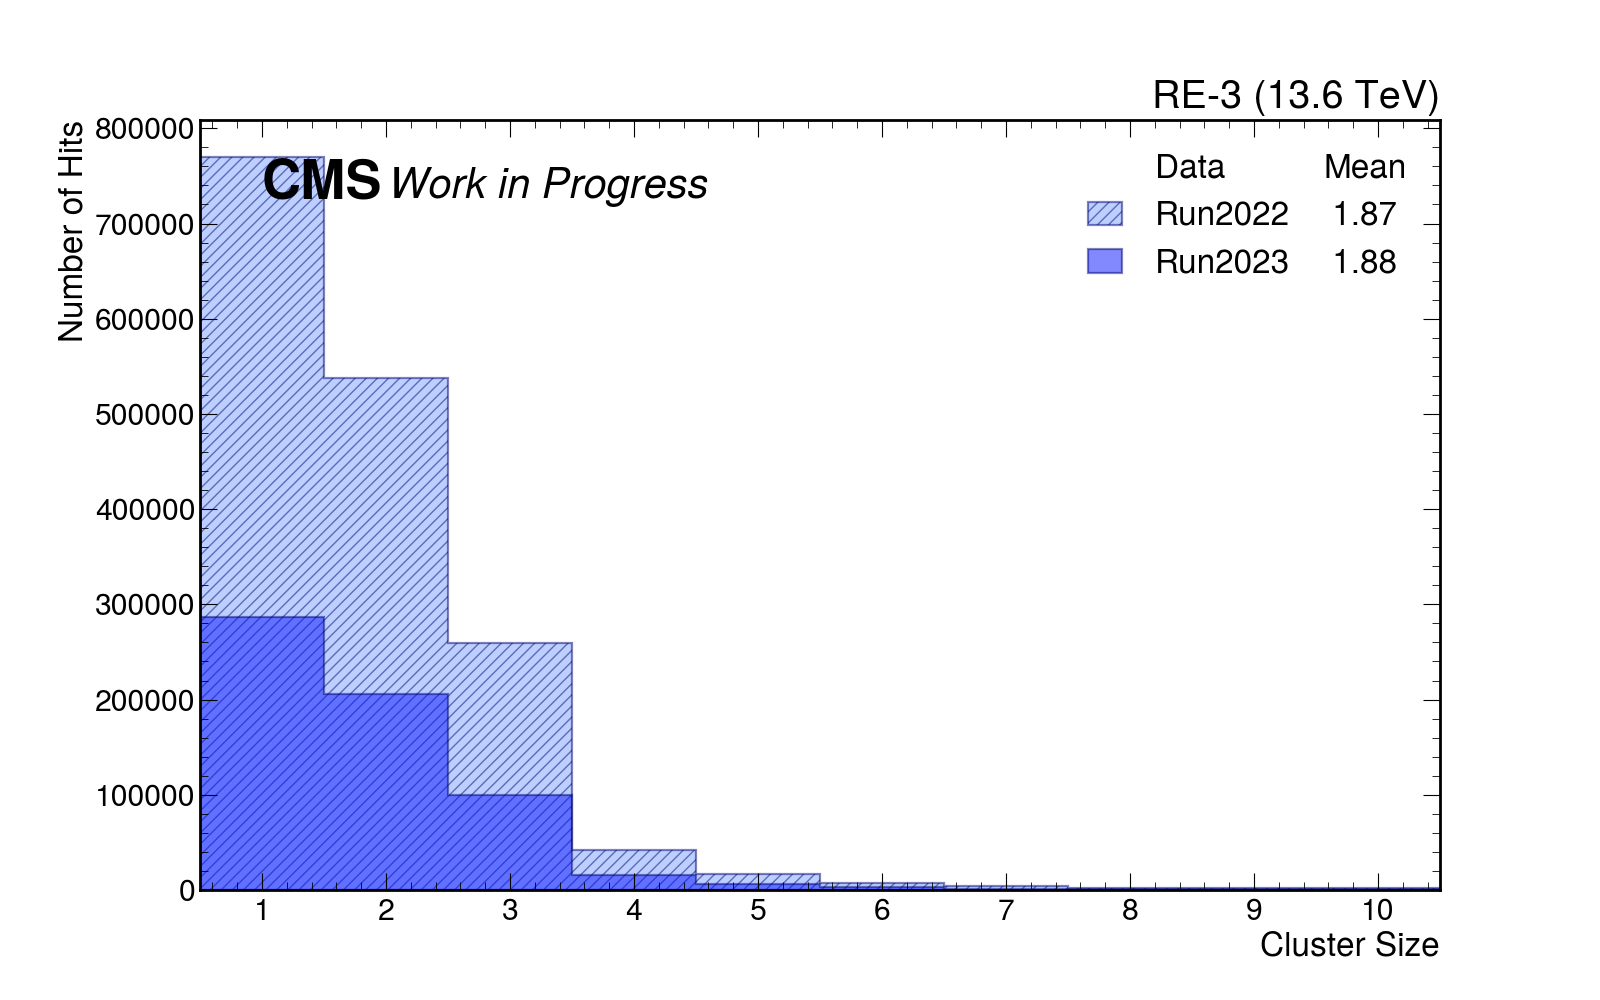 RE-3 (13.6 TeV)
Number of Hits
800000
700000
600000
500000
400000
300000
200000
100000
0
CMS Work in Progress
Data Mean
Run2022 1.87
Run2023 1.88
1 2 3 4 5 6 7 8 9 10
Cluster Size